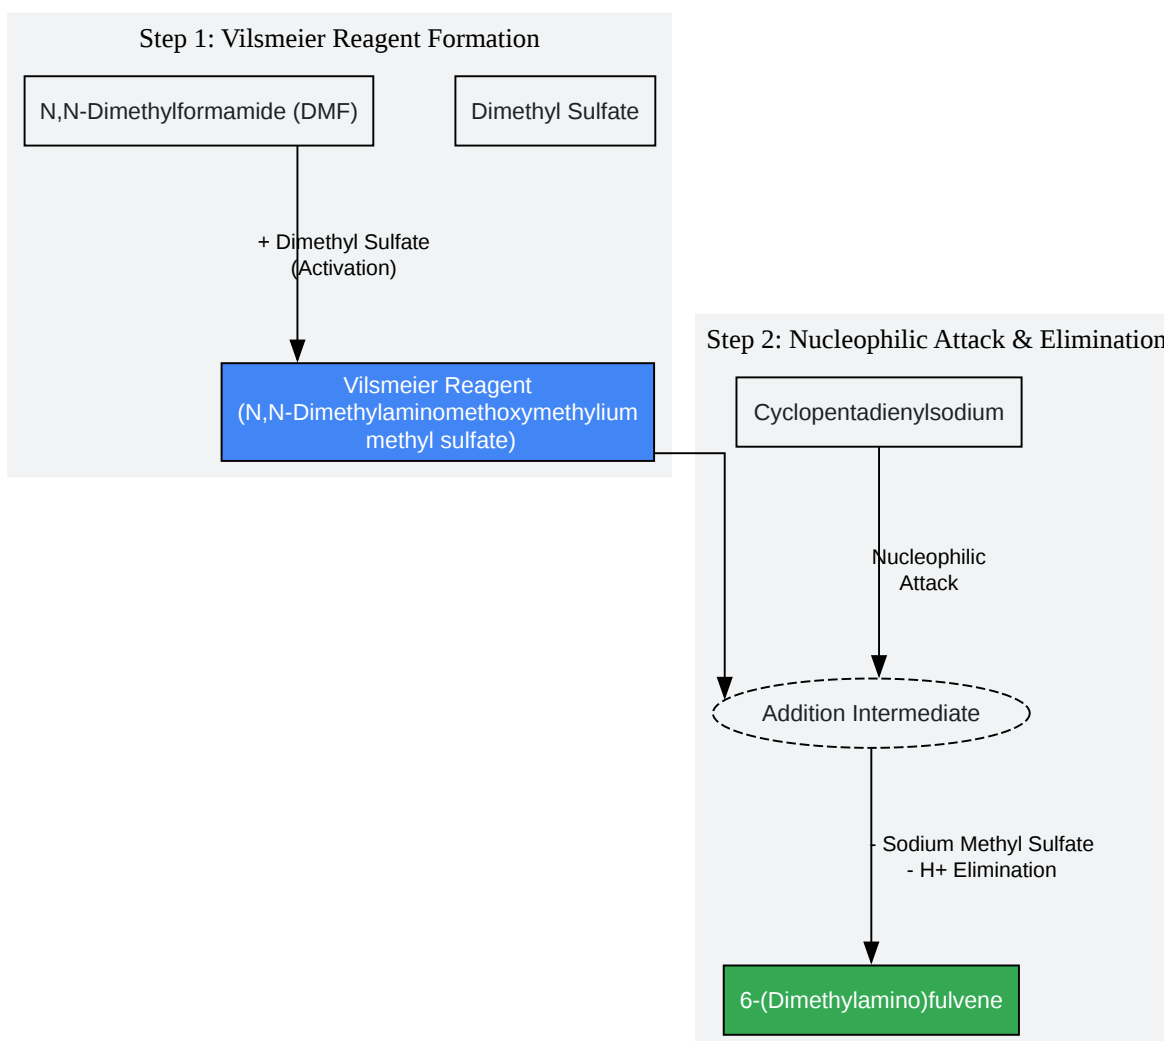 Step 1: Vilsmeier Reagent Formation
N,N-Dimethylformamide (DMF)
Dimethyl Sulfate
+ Dimethyl Sulfate
(Activation)
Vilsmeier Reagent
(N,N-Dimethylaminomethoxymethylium
methyl sulfate)
Step 2: Nucleophilic Attack & Elimination
Cyclopentadienylsodium
Nucleophilic
Attack
Addition Intermediate
- Sodium Methyl Sulfate
- H+ Elimination
6-(Dimethylamino)fulvene